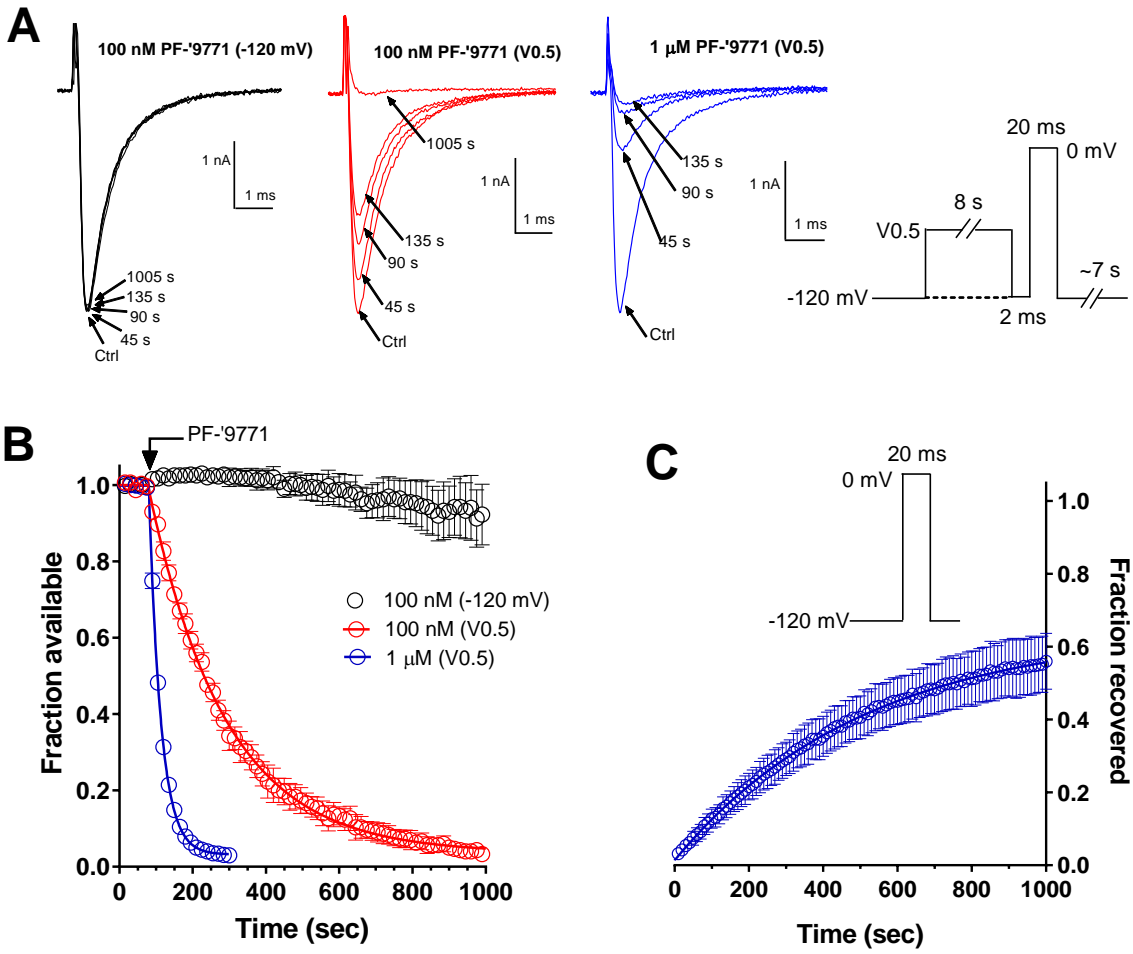 A
100 nM PF-'9771 (-120 mV)
1 nA
1 ms
1005 s
135 s
90 s
45 s
Ctrl
100 nM PF-'9771 (V0.5)
1005 s
1 nA
1 ms
135 s
90 s
45 s
Ctrl
1 µM PF-'9771 (V0.5)
135 s
90 s
45 s
Ctrl
1 nA
1 ms
20 ms
0 mV
8 s
V0.5
~7 s
-120 mV
2 ms
B
PF-'9771
1.0
0.8
0.6
0.4
0.2
0.0
Fraction available
100 nM (-120 mV)
100 nM (V0.5)
1 µM (V0.5)
0 200 400 600 800 1000
Time (sec)
C
20 ms
0 mV
-120 mV
1.0
0.8
0.6
0.4
0.2
0.0
Fraction recovered
0 200 400 600 800 1000
Time (sec)